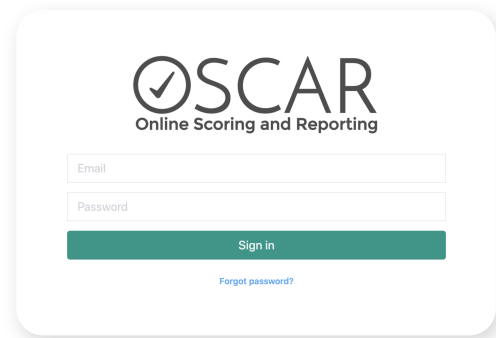 OSCAR
Online Scoring and Reporting
Email
Password
Sign in
Forgot password?